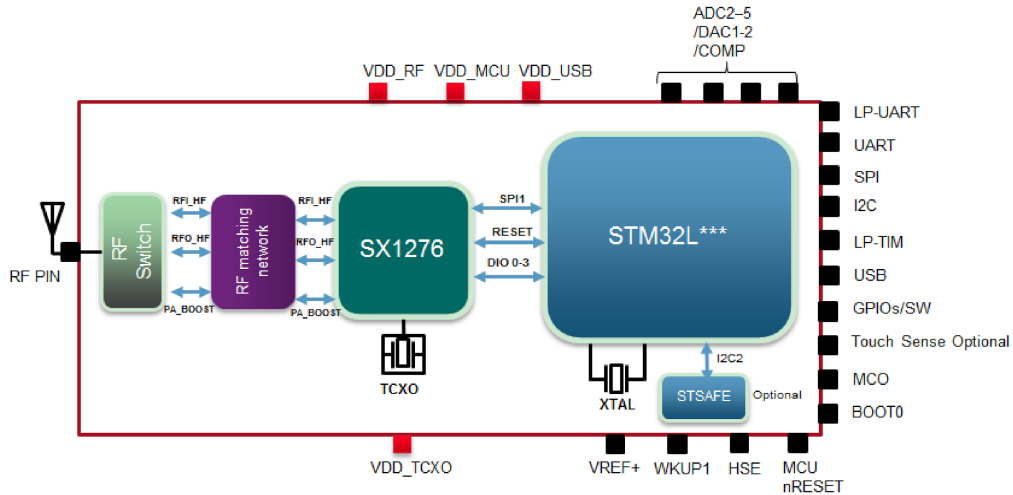 ADC2–5
/DAC1-2
/COMP
VDD_RF
VDD_MCU
VDD_USB
LP-UART
UART
SPI
I2C
LP-TIM
USB
GPIOs/SW
Touch Sense Optional
MCO
BOOT0
RF PIN
RF
Switch
RFI_HF
RFO_HF
PA_BOOST
RF matching
network
RFI_HF
RFO_HF
PA_BOOST
SX1276
SPI1
RESET
DIO 0-3
STM32L***
TCXO
XTAL
I2C2
STSAFE
Optional
VDD_TCXO
VREF+
WKUP1
HSE
MCU
nRESET